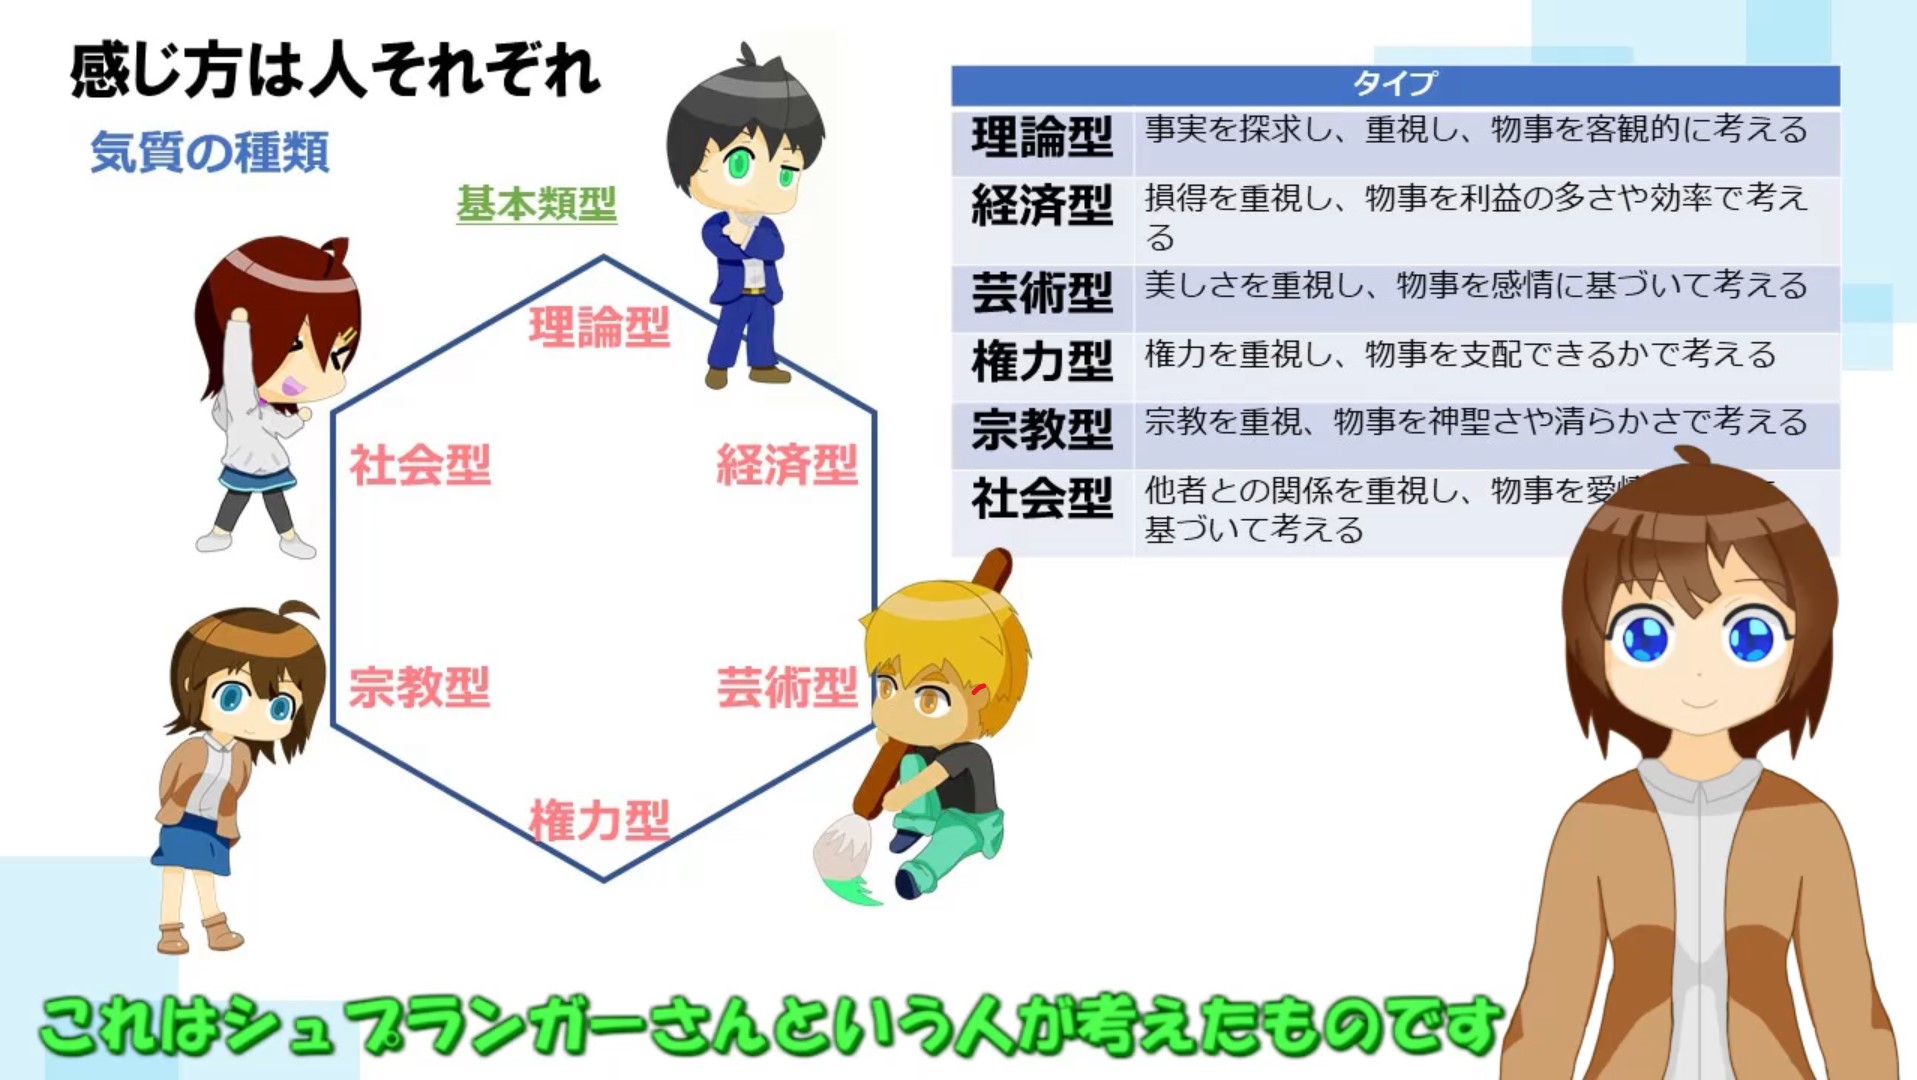 感じ方は人それぞれ
気質の種類
基本類型
理論型
社会型
経済型
宗教型
芸術型
権力型
タイプ
理論型 事実を探求し、重視し、物事を客観的に考える
経済型 損得を重視し、物事を利益の多さや効率で考え
る
芸術型 美しさを重視し、物事を感情に基づいて考える
権力型 権力を重視し、物事を支配できるかで考える
宗教型 宗教を重視、物事を神聖さや清らかさで考える
社会型 他者との関係を重視し、物事を愛
基づいて考える
これはシュプランガーさんという人が考えたものです